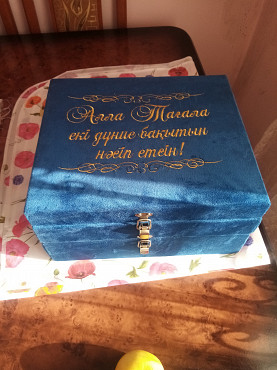 Алла Тағала
екі дүние бақытын
нәсіп етсін!